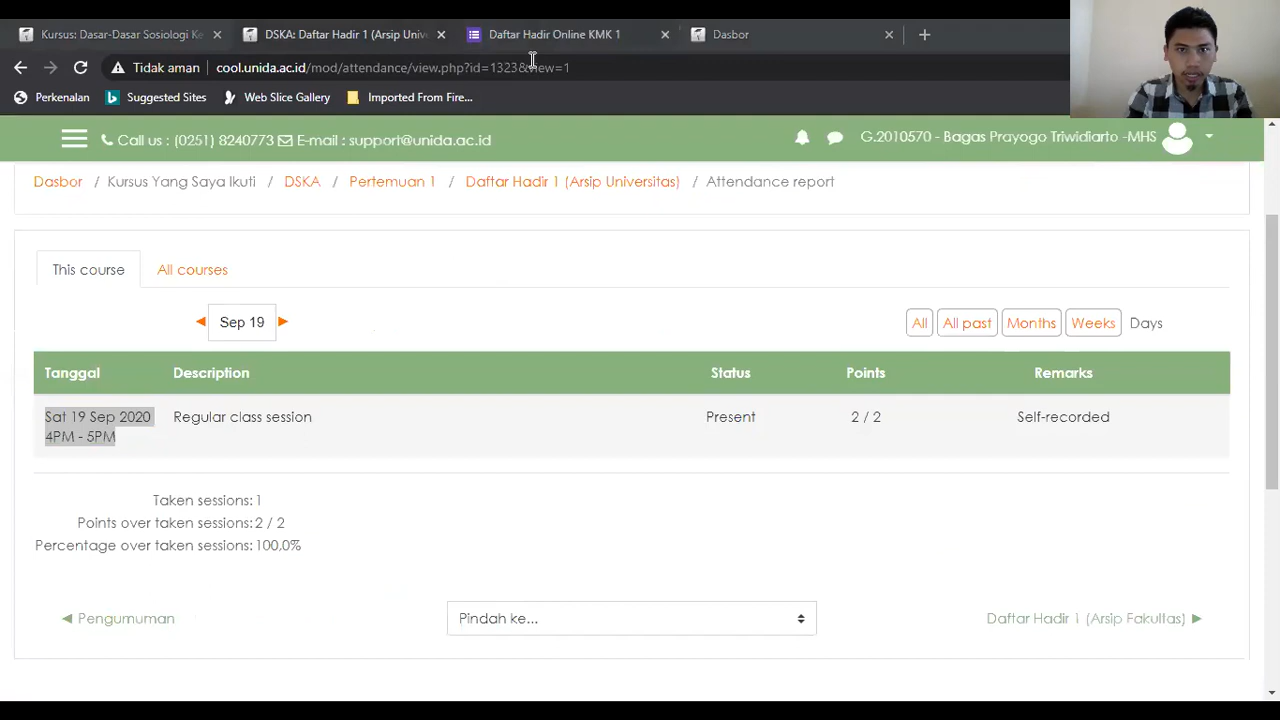 Kursus: Dasar-Dasar Sosiologi Ke
DSKA: Daftar Hadir 1 (Arsip Unive
Daftar Hadir Online KMK 1
Dasbor
Tidak aman
cool.unida.ac.id/mod/attendance/view.php?id=1323&view=1
Perkenalan
Suggested Sites
Web Slice Gallery
Imported From Fire...
Call us : (0251) 8240773 E-mail : support@unida.ac.id
G.2010570 - Bagas Prayogo Triwidiarto -MHS
Dasbor / Kursus Yang Saya Ikuti / DSKA / Pertemuan 1 / Daftar Hadir 1 (Arsip Universitas) / Attendance report
This course
All courses
Sep 19
All
All past
Months
Weeks
Days
Tanggal Description Status Points Remarks
Sat 19 Sep 2020 Regular class session Present 2 / 2 Self-recorded
4PM - 5PM
Taken sessions: 1
Points over taken sessions: 2 / 2
Percentage over taken sessions: 100,0%
◄ Pengumuman
Pindah ke...
Daftar Hadir 1 (Arsip Fakultas) ►